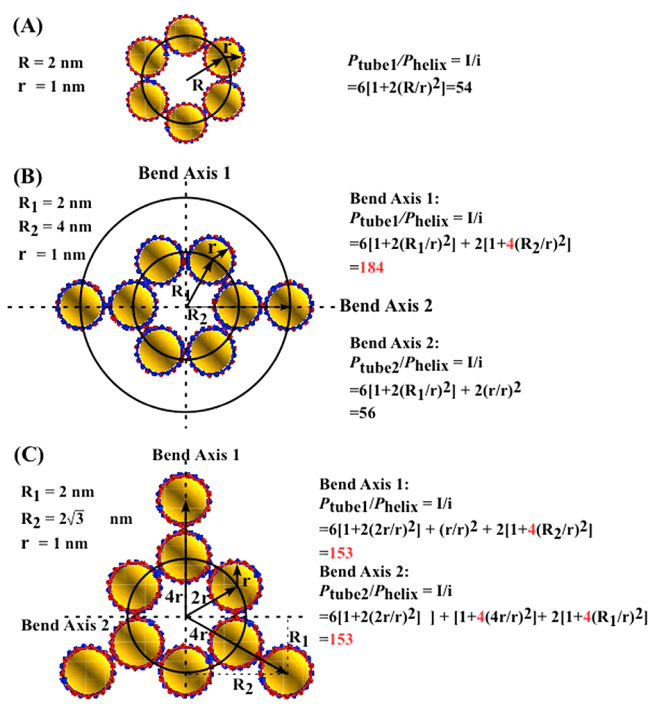 (A)
R = 2 nm
r = 1 nm
r
R
Ptube1/Phelix = I/i
=6[1+2(R/r)2]=54
(B)
Bend Axis 1
R1 = 2 nm
R2 = 4 nm
r = 1 nm
r
R1
R2
Bend Axis 2
Bend Axis 1:
Ptube1/Phelix = I/i
=6[1+2(R1/r)2] + 2[1+4(R2/r)2]
=184
Bend Axis 2:
Ptube2/Phelix = I/i
=6[1+2(R1/r)2] + 2(r/r)2
=56
(C)
Bend Axis 1
R1 = 2 nm
R2 = 2√3 nm
r = 1 nm
r
4r
2r
Bend Axis 2
4r
R1
R2
Bend Axis 1:
Ptube1/Phelix = I/i
=6[1+2(2r/r)2] + (r/r)2 + 2[1+4(R2/r)2]
=153
Bend Axis 2:
Ptube2/Phelix = I/i
=6[1+2(2r/r)2] ] + [1+4(4r/r)2]+ 2[1+4(R1/r)2]
=153